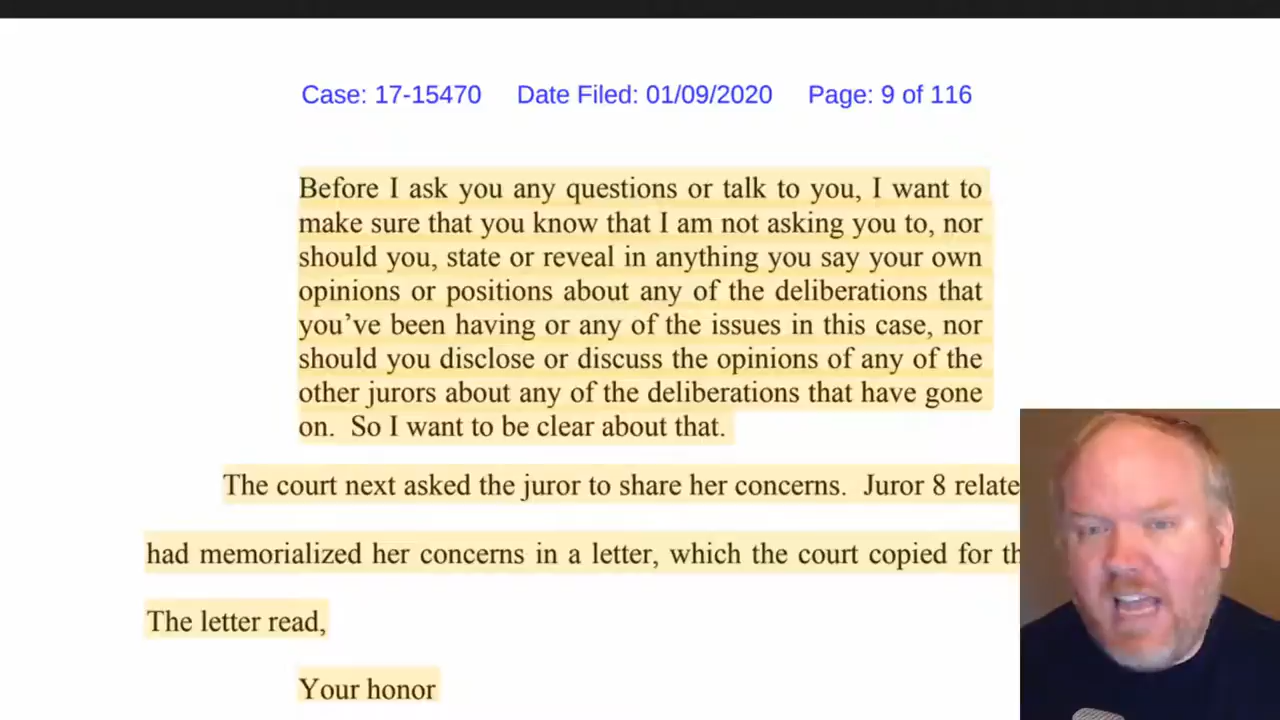 Case: 17-15470 Date Filed: 01/09/2020 Page: 9 of 116
Before I ask you any questions or talk to you, I want to
make sure that you know that I am not asking you to, nor
should you, state or reveal in anything you say your own
opinions or positions about any of the deliberations that
you’ve been having or any of the issues in this case, nor
should you disclose or discuss the opinions of any of the
other jurors about any of the deliberations that have gone
on. So I want to be clear about that.
The court next asked the juror to share her concerns. Juror 8
had memorialized her concerns in a letter, which the court copied for
The letter read,
Your honor